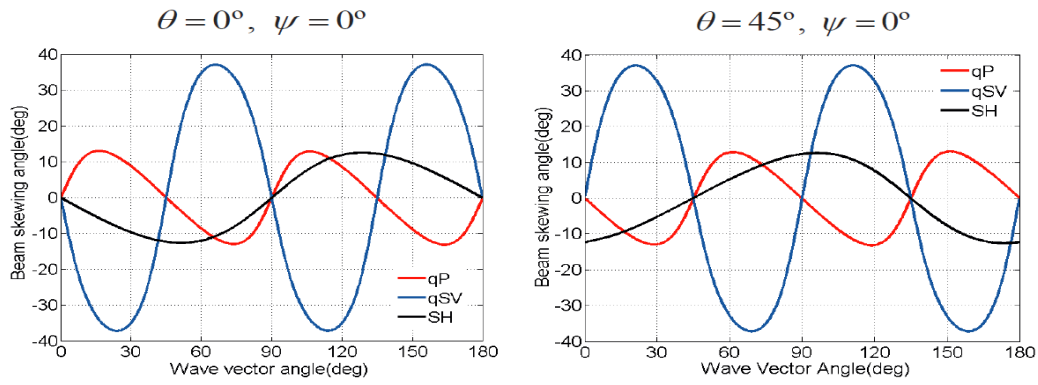 θ = 0°, ψ = 0°
40
30
20
10
0
-10
-20
-30
-40
Beam skewing angle(deg)
qP
qSV
SH
0 30 60 90 120 150 180
Wave vector angle(deg)
θ = 45°, ψ = 0°
40
30
20
10
0
-10
-20
-30
-40
Beam skewing angle(deg)
qP
qSV
SH
0 30 60 90 120 150 180
Wave Vector Angle(deg)